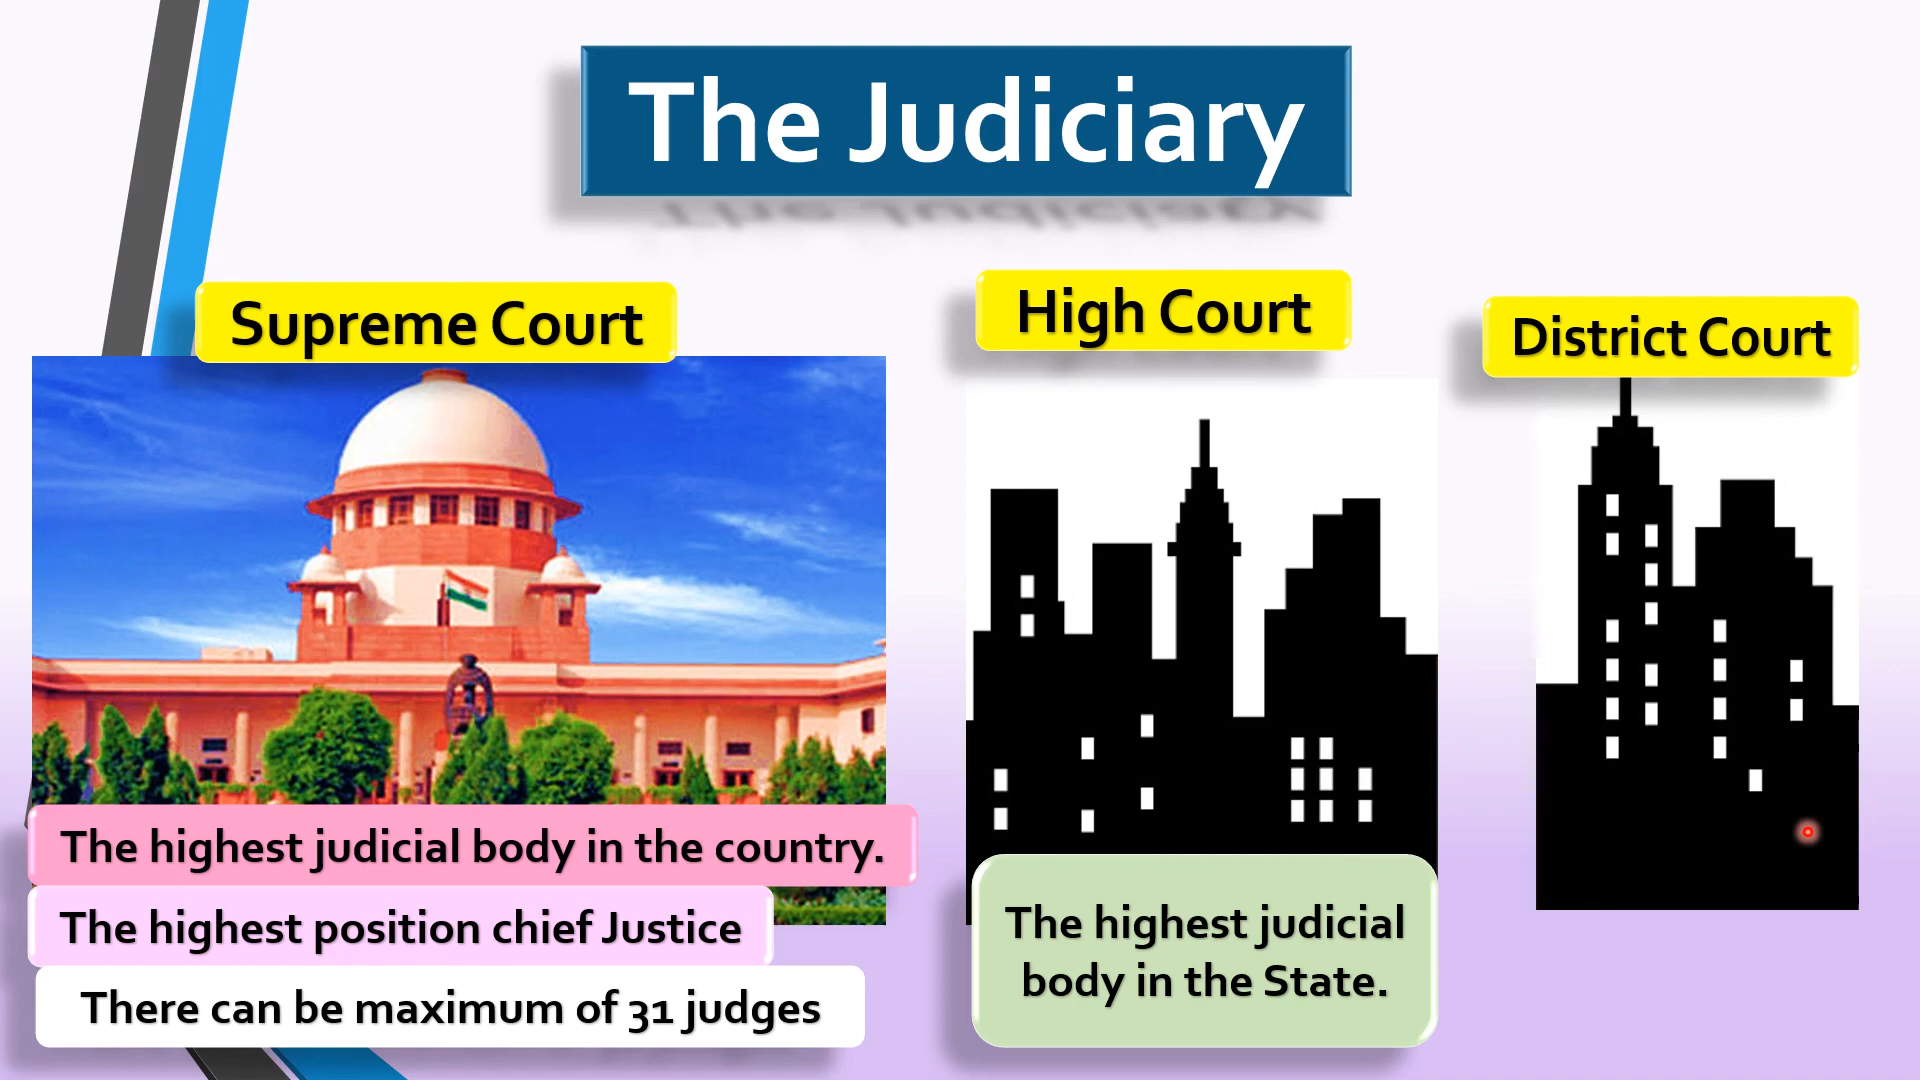 The Judiciary
Supreme Court
High Court
District Court
The highest judicial body in the country.
The highest position chief Justice
There can be maximum of 31 judges
The highest judicial
body in the State.